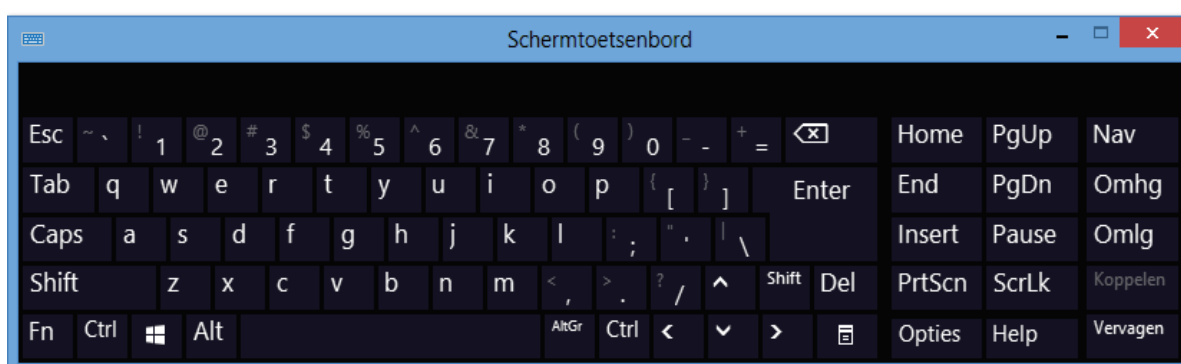 Schermtoetsenbord
Esc ~ ` ! 1 @ 2 # 3 $ 4 % 5 ^ 6 & 7 * 8 ( 9 ) 0 _ - + = Home PgUp Nav
Tab q w e r t y u i o p { [ } ] Enter End PgDn Omhg
Caps a s d f g h j k l : ; " ' | \ Insert Pause Omlg
Shift z x c v b n m < , > . ? / Shift Del PrtScn ScrLk Koppelen
Fn Ctrl Alt AltGr Ctrl Opties Help Vervagen